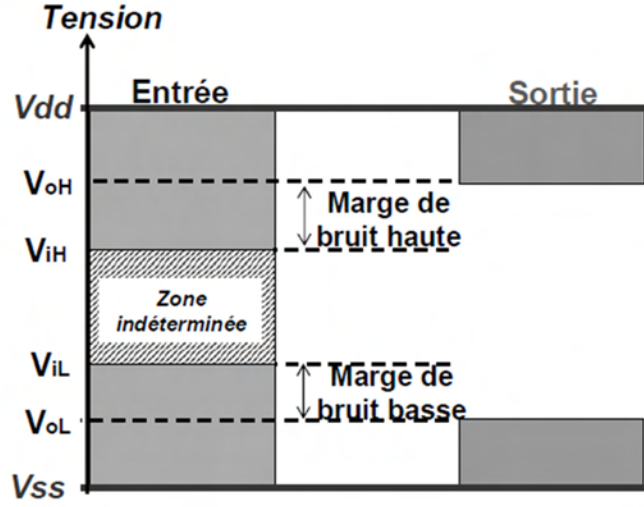 Tension
Entrée
Sortie
Vdd
VoH
Marge de
bruit haute
ViH
Zone
indéterminée
ViL
Marge de
bruit basse
VoL
Vss